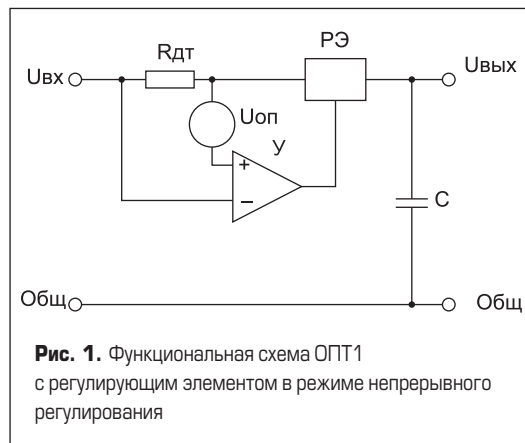 Uвх
Rдт
РЭ
Uвых
Uоп
У
+
−
С
Общ
Общ
Рис. 1. Функциональная схема ОПТ1
с регулирующим элементом в режиме непрерывного
регулирования